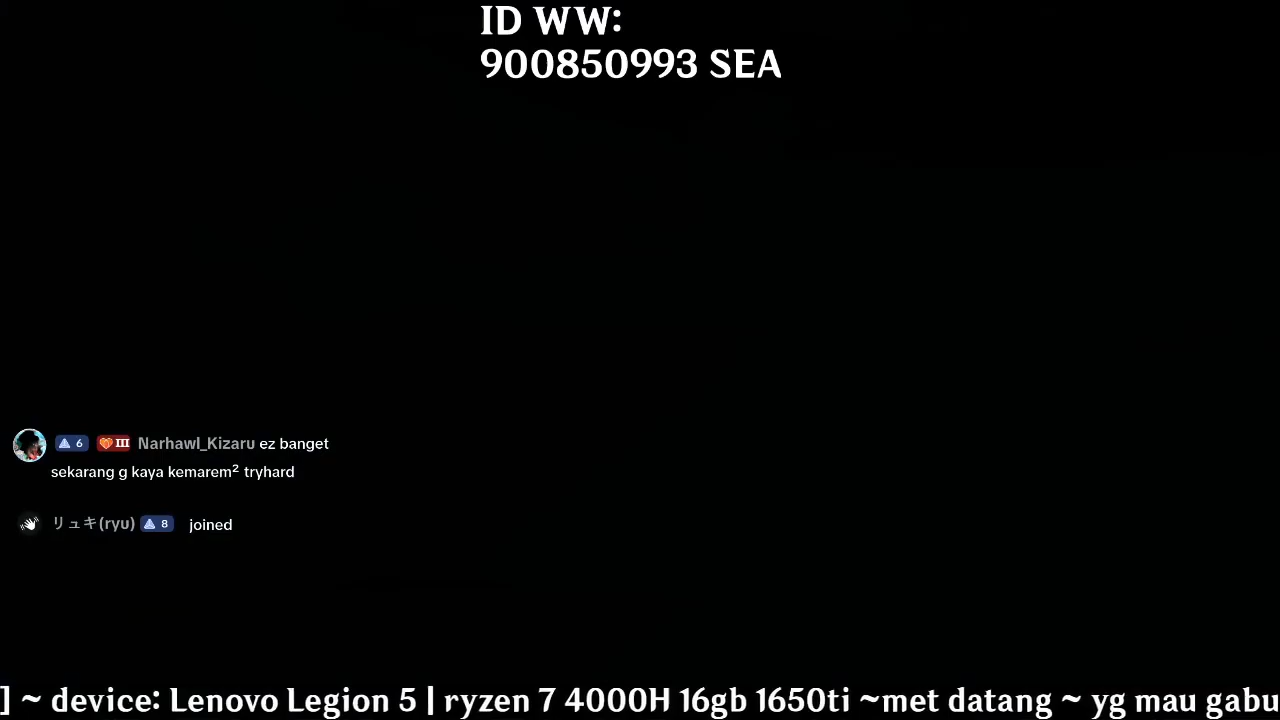 ID WW:
900850993 SEA
6 III Narhawl_Kizaru ez banget
sekarang g kaya kemarem² tryhard
リュキ(ryu) 8 joined
] ~ device: Lenovo Legion 5 | ryzen 7 4000H 16gb 1650ti ~met datang ~ yg mau gabu